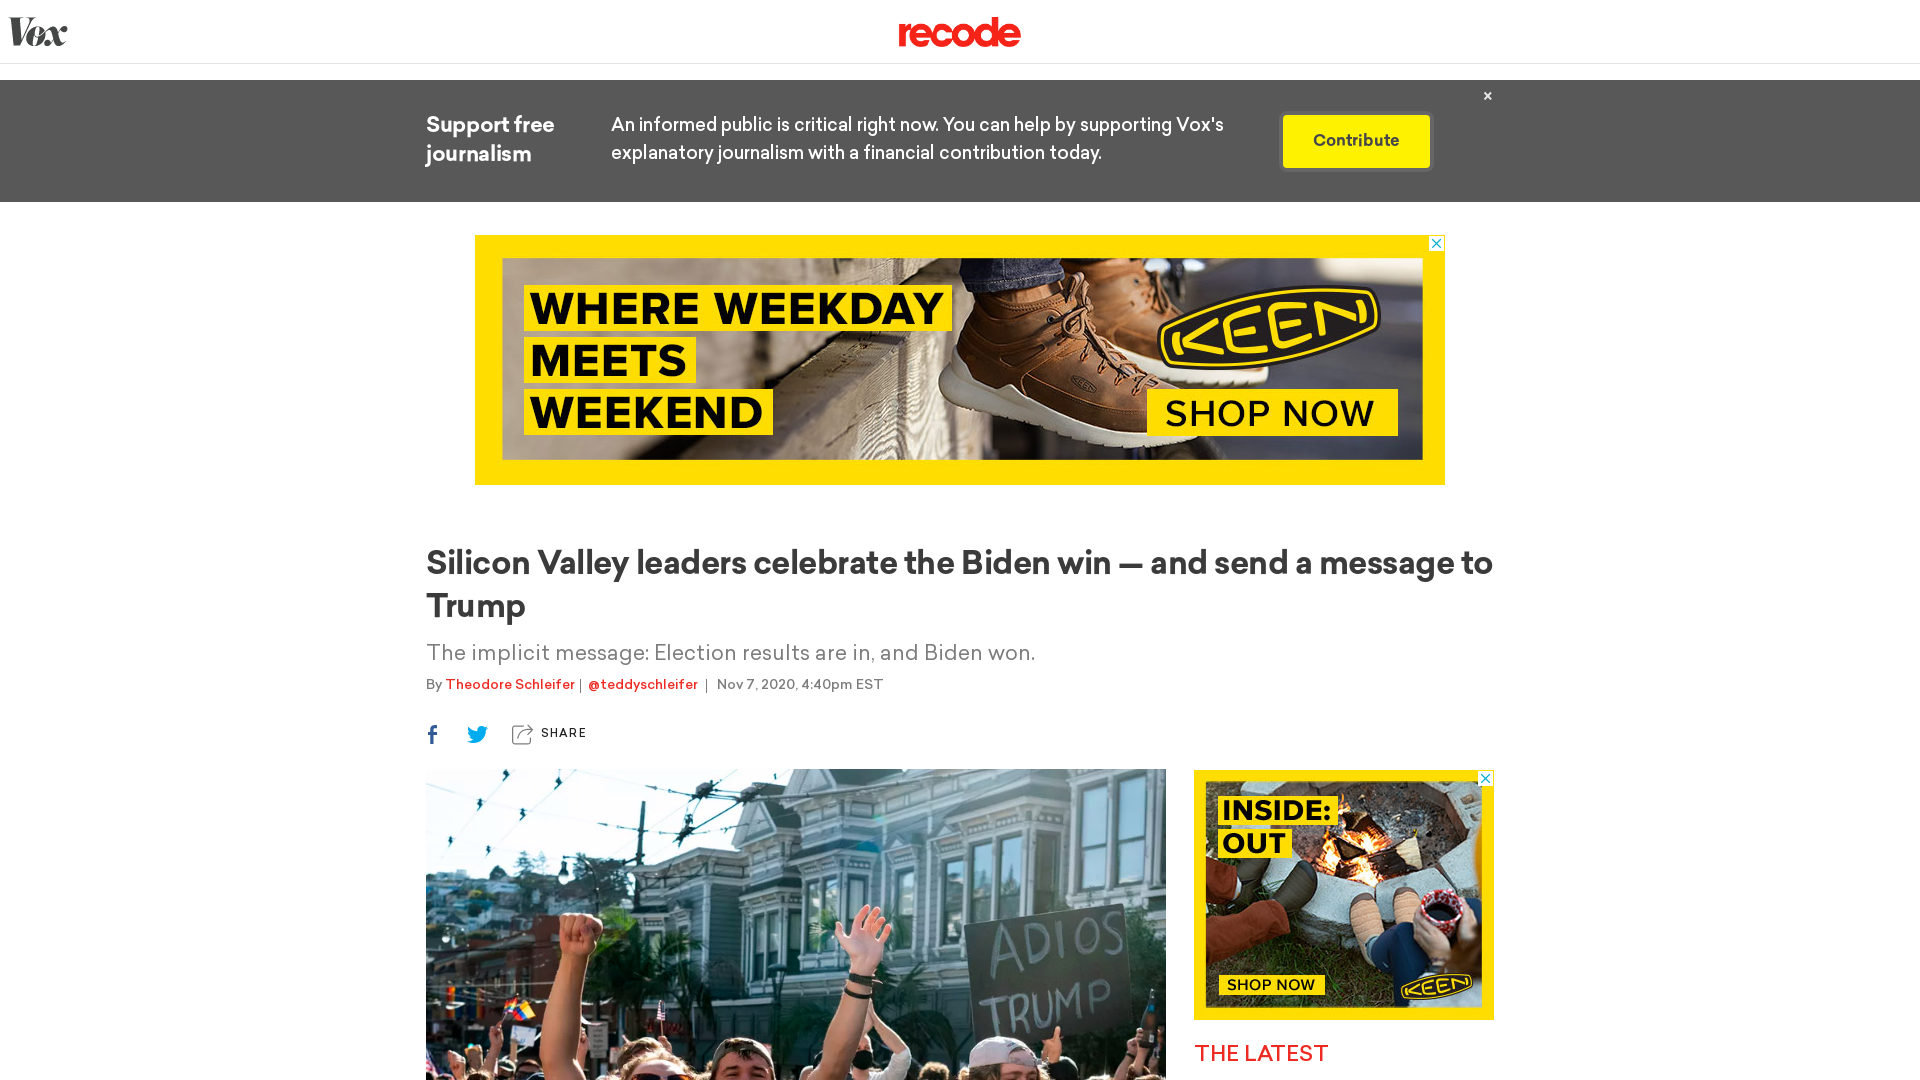 Vox
recode
×
Support free
journalism
An informed public is critical right now. You can help by supporting Vox's
explanatory journalism with a financial contribution today.
Contribute
WHERE WEEKDAY
MEETS
WEEKEND
KEEN
SHOP NOW
Silicon Valley leaders celebrate the Biden win — and send a message to
Trump
The implicit message: Election results are in, and Biden won.
By Theodore Schleifer | @teddyschleifer | Nov 7, 2020, 4:40pm EST
SHARE
ADIOS
TRUMP
INSIDE:
OUT
SHOP NOW
KEEN
THE LATEST